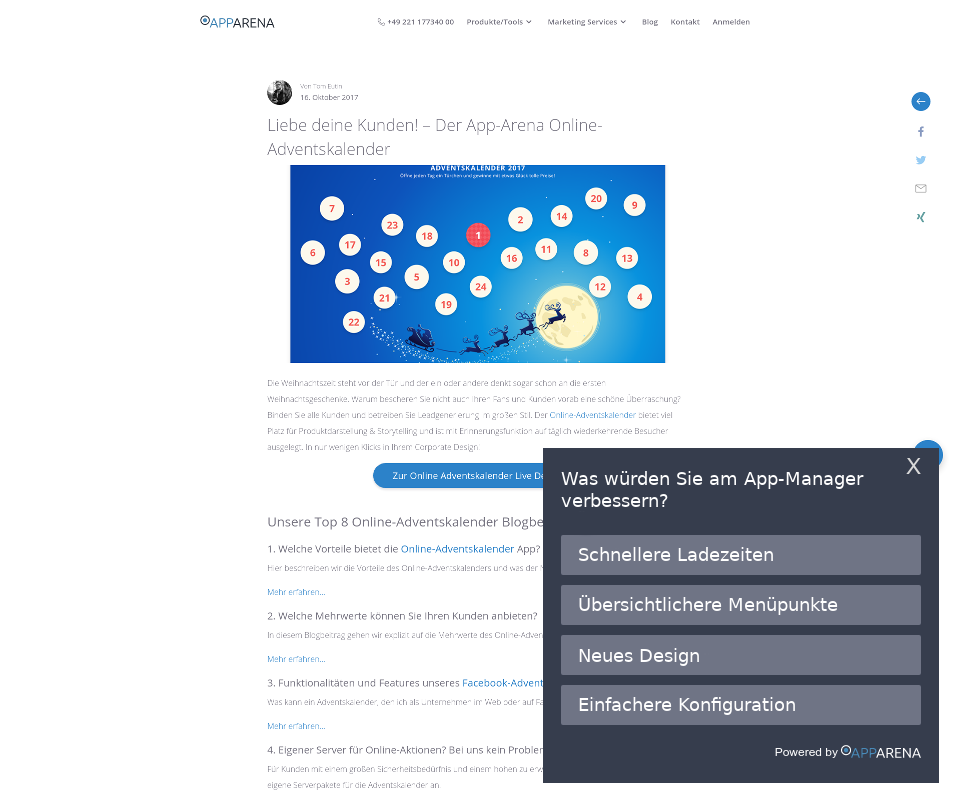 APPARENA
+49 221 177340 00 Produkte/Tools Marketing Services Blog Kontakt Anmelden
Von Tom Eutin
16. Oktober 2017
Liebe deine Kunden! – Der App-Arena Online-
Adventskalender
ADVENTSKALENDER 2017
Öffne jeden Tag ein Türchen und gewinne mit etwas Glück tolle Preise!
20
7 9
2 14
23
1
18
17 11
6 8
16 13
15 10
5
3 24 12
21 4
19
22
Die Weihnachtszeit steht vor der Tür und der ein oder andere denkt sogar schon an die ersten
Weihnachtsgeschenke. Warum bescheren Sie nicht auch Ihren Fans und Kunden vorab eine schöne Überraschung?
Binden Sie alle Kunden und betreiben Sie Leadgenerierung im großen Stil. Der Online-Adventskalender bietet viel
Platz für Produktdarstellung & Storytelling und ist mit Erinnerungsfunktion auf täglich wiederkehrende Besucher
ausgelegt. In nur wenigen Klicks in Ihrem Corporate Design.
Zur Online Adventskalender Live De
Unsere Top 8 Online-Adventskalender Blogbe
1. Welche Vorteile bietet die Online-Adventskalender App?
Hier beschreiben wir die Vorteile des Online-Adventskalenders und was der
Mehr erfahren...
2. Welche Mehrwerte können Sie Ihren Kunden anbieten?
In diesem Blogbeitrag gehen wir explizit auf die Mehrwerte des Online-Adven
Mehr erfahren...
3. Funktionalitäten und Features unseres Facebook-Advent
Was kann ein Adventskalender, den ich als Unternehmen im Web oder auf Fa
Mehr erfahren...
4. Eigener Server für Online-Aktionen? Bei uns kein Problem
Für Kunden mit einem großen Sicherheitsbedürfnis und einem hohen zu erw
eigene Serverpakete für die Adventskalender an.
X
Was würden Sie am App-Manager
verbessern?
Schnellere Ladezeiten
Übersichtlichere Menüpunkte
Neues Design
Einfachere Konfiguration
Powered by APPARENA